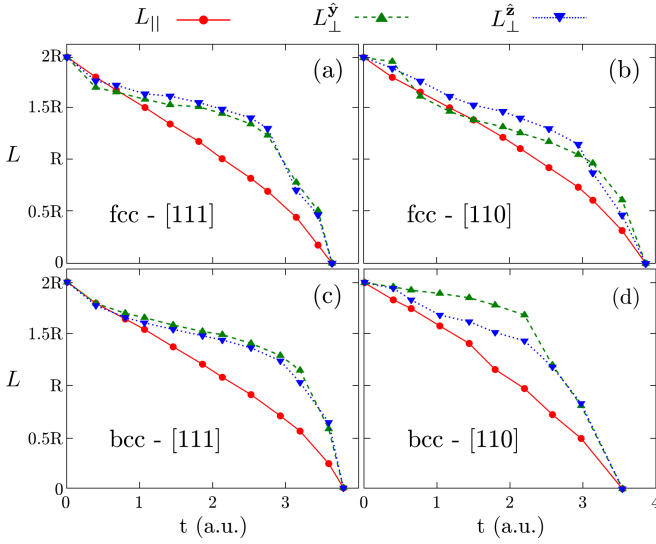 L|| L⊥ŷ L⊥ẑ
2R (a) (b)
1.5R
L R
0.5R fcc - [111] fcc - [110]
0
2R (c) (d)
1.5R
L R
0.5R bcc - [111] bcc - [110]
0
0 1 2 3 0 1 2 3 4
t (a.u.) t (a.u.)